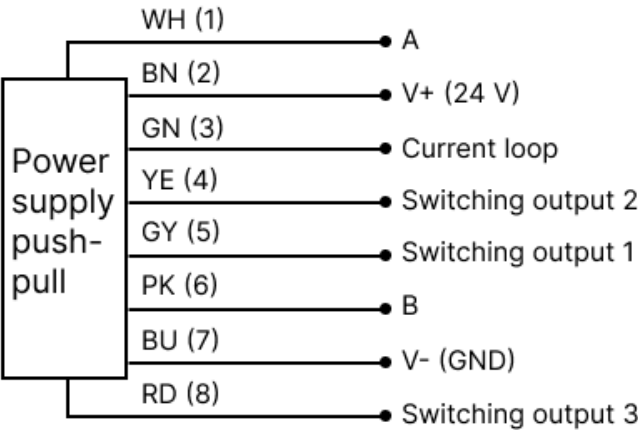 WH (1)
A
BN (2)
V+ (24 V)
GN (3)
Current loop
Power
supply
push-
pull
YE (4)
Switching output 2
GY (5)
Switching output 1
PK (6)
B
BU (7)
V- (GND)
RD (8)
Switching output 3